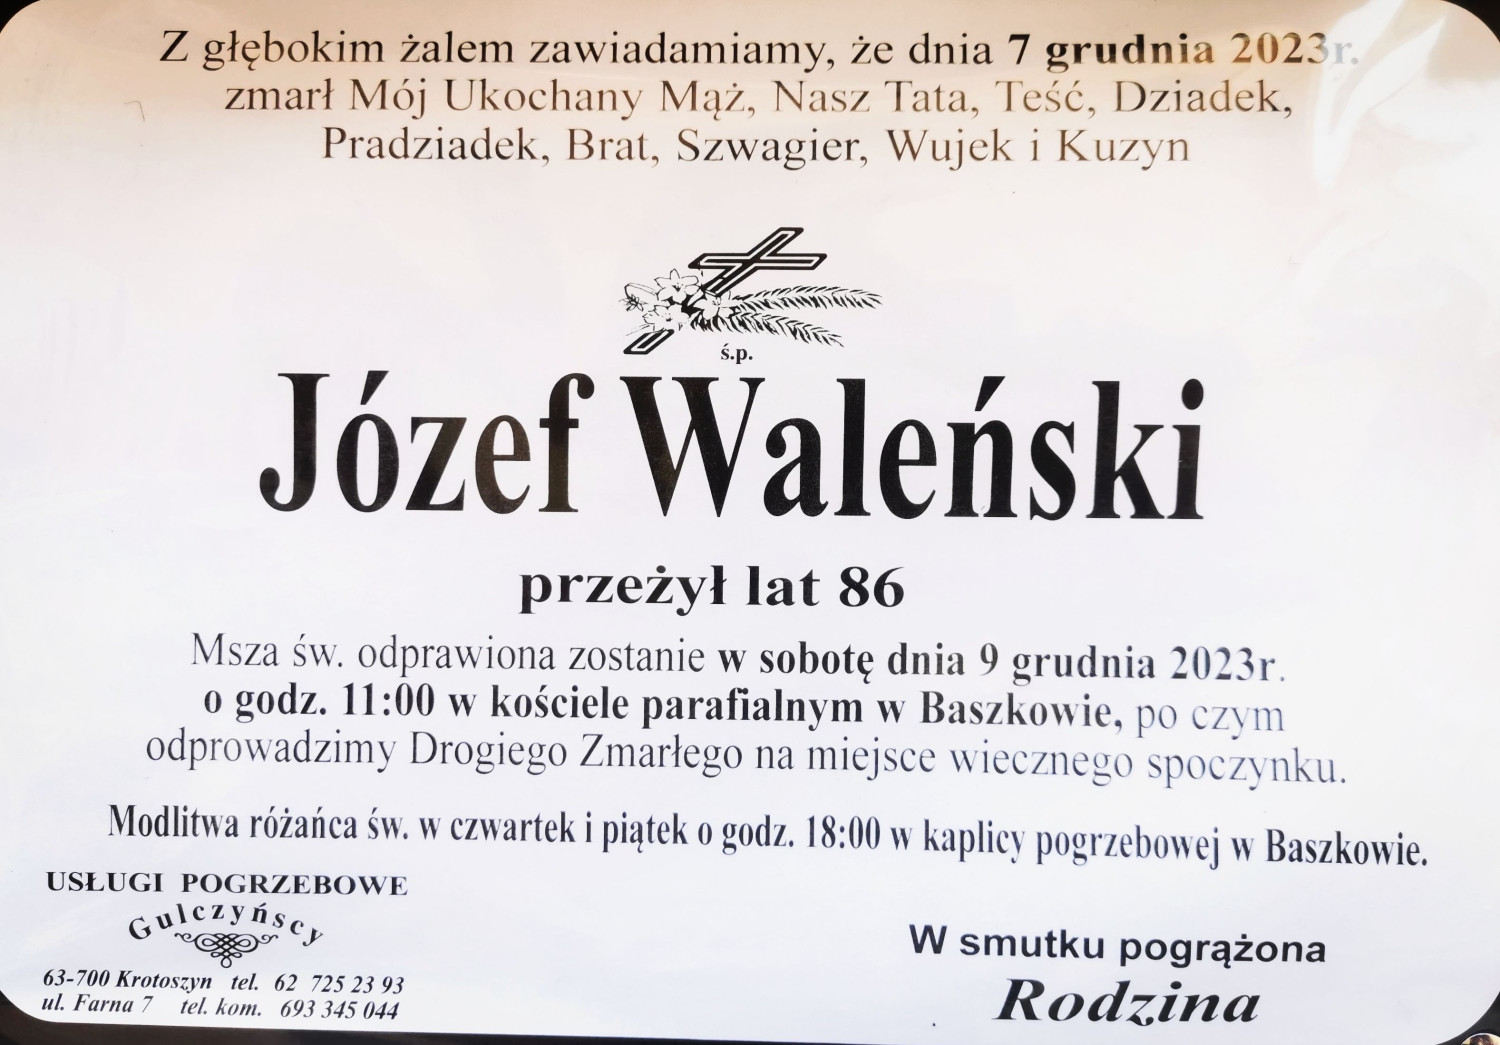 Z głębokim żalem zawiadamiamy, że dnia 7 grudnia 2023r.
zmarł Mój Ukochany Mąż, Nasz Tata, Teść, Dziadek,
Pradziadek, Brat, Szwagier, Wujek i Kuzyn
ś.p.
Józef Waleński
przeżył lat 86
Msza św. odprawiona zostanie w sobotę dnia 9 grudnia 2023r.
o godz. 11:00 w kościele parafialnym w Baszkowie, po czym
odprowadzimy Drogiego Zmarłego na miejsce wiecznego spoczynku.
Modlitwa różańca św. w czwartek i piątek o godz. 18:00 w kaplicy pogrzebowej w Baszkowie.
USŁUGI POGRZEBOWE
Gulczyńscy
63-700 Krotoszyn tel. 62 725 23 93
ul. Farna 7 tel. kom. 693 345 044
W smutku pogrążona
Rodzina